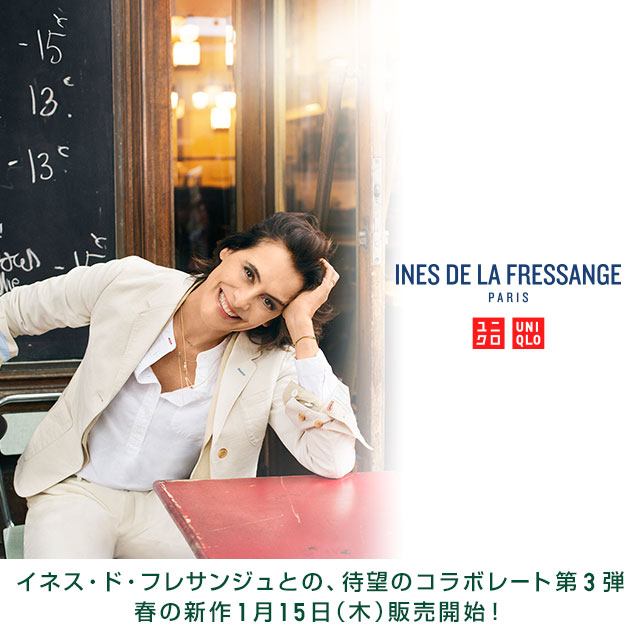 -15€
13.€
-13.€
-15
INES DE LA FRESSANGE
PARIS
ユニ UNI
クロ QLO
イネス・ド・フレサンジュとの、待望のコラボレート第3弾
春の新作1月15日(木)販売開始！